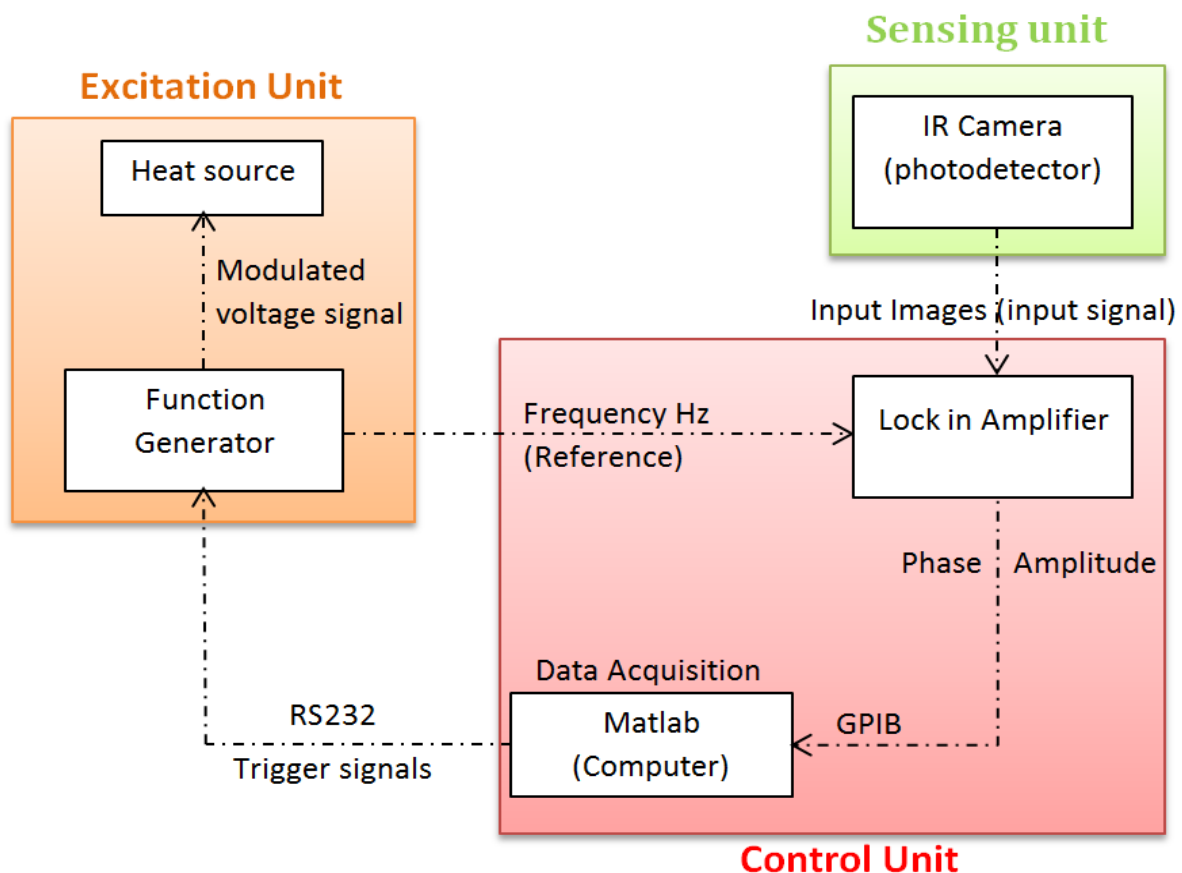 Sensing unit
Excitation Unit
IR Camera
(photodetector)
Heat source
Modulated
voltage signal
Input Images (input signal)
Function
Generator
Frequency Hz
(Reference)
Lock in Amplifier
Phase Amplitude
Data Acquisition
Matlab
(Computer)
GPIB
RS232
Trigger signals
Control Unit